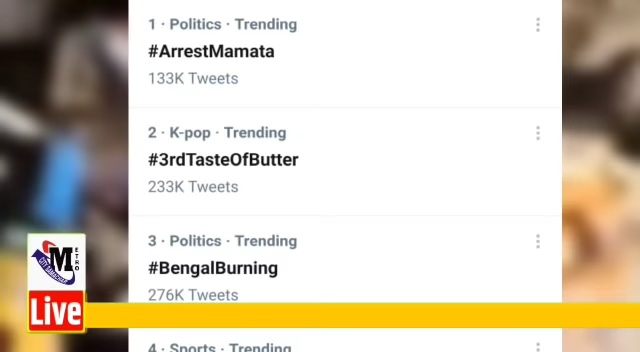 1 · Politics · Trending
#ArrestMamata
133K Tweets
2 · K-pop · Trending
#3rdTasteOfButter
233K Tweets
3 · Politics · Trending
#BengalBurning
276K Tweets
4 · Sports · Trending
M
METRO
Live